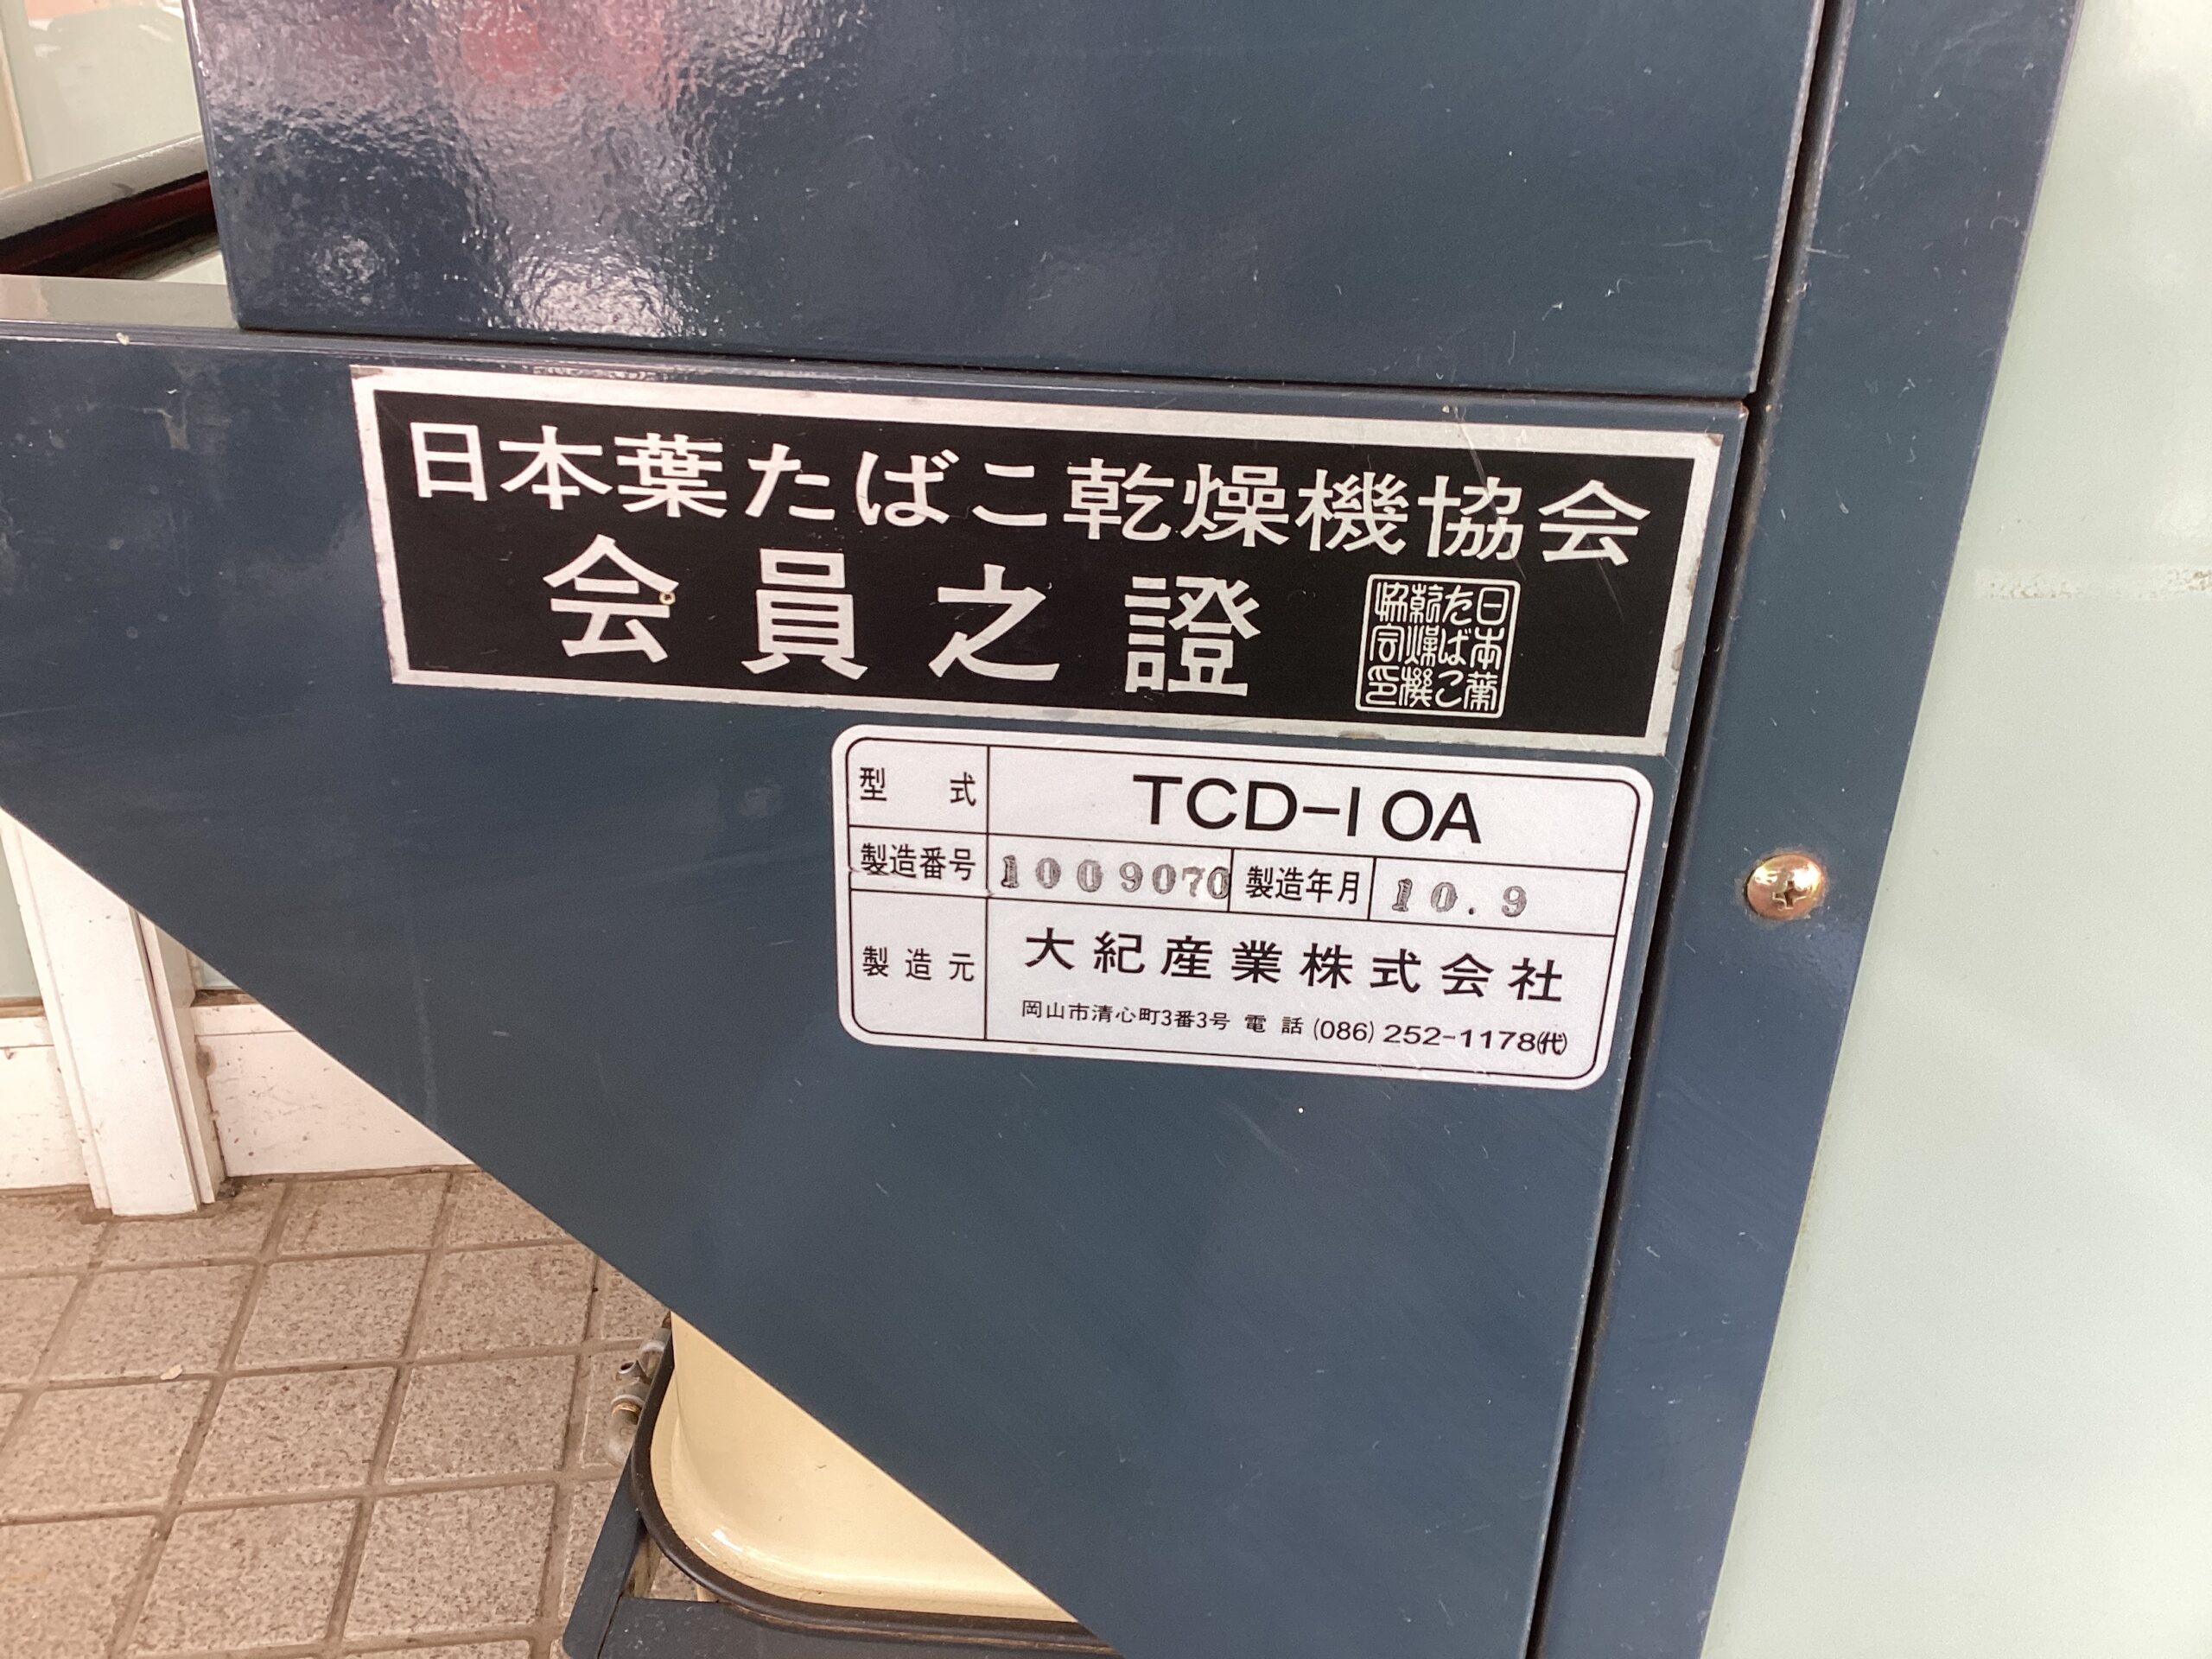 日本葉たばこ乾燥機協会
会員之證
日本葉
たばこ
乾燥機
協会印
型式 TCD-10A
製造番号 1009070 製造年月 10.9
製造元 大紀産業株式会社
岡山市清心町3番3号 電話 (086) 252-1178(代)